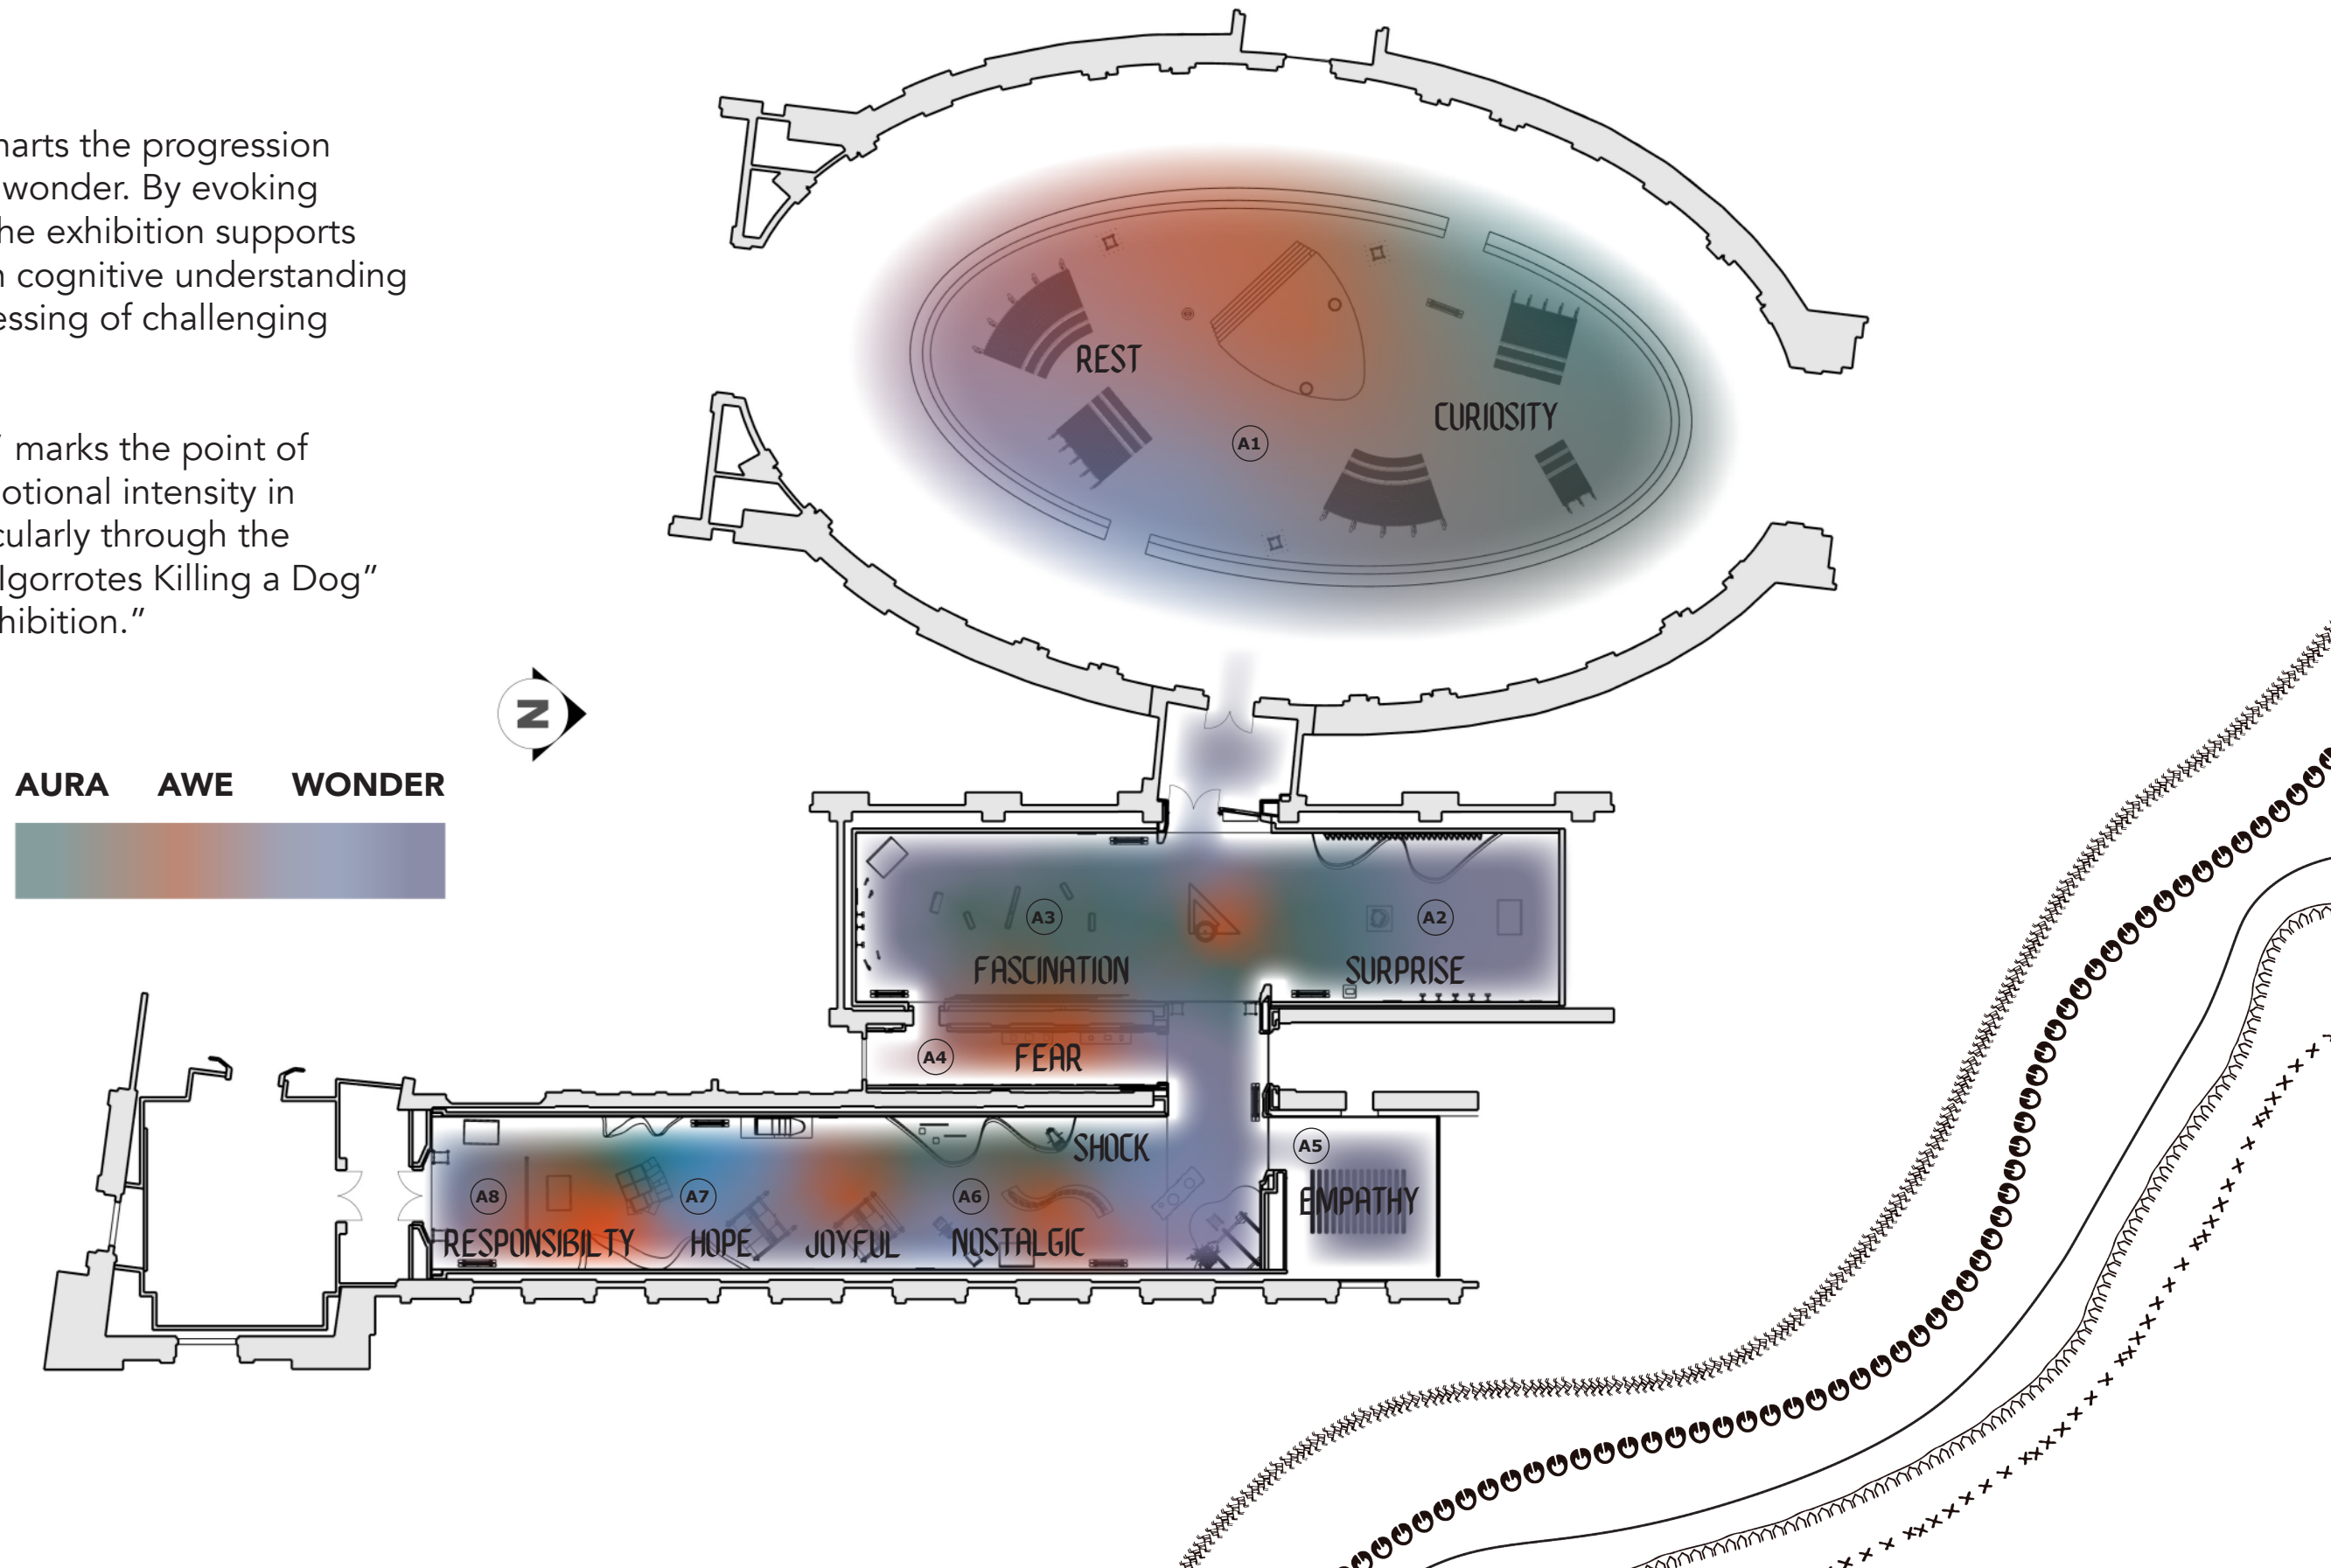 harts the progression
wonder. By evoking
he exhibition supports
n cognitive understanding
essing of challenging
” marks the point of
otional intensity in
cularly through the
Igorrotes Killing a Dog”
hibition.”
N
AURA AWE WONDER
REST
CURIOSITY
A1
A3
A2
FASCINATION
SURPRISE
A4
FEAR
SHOCK
A5
A8
A7
A6
EMPATHY
RESPONSIBILTY
HOPE
JOYFUL
NOSTALGIC